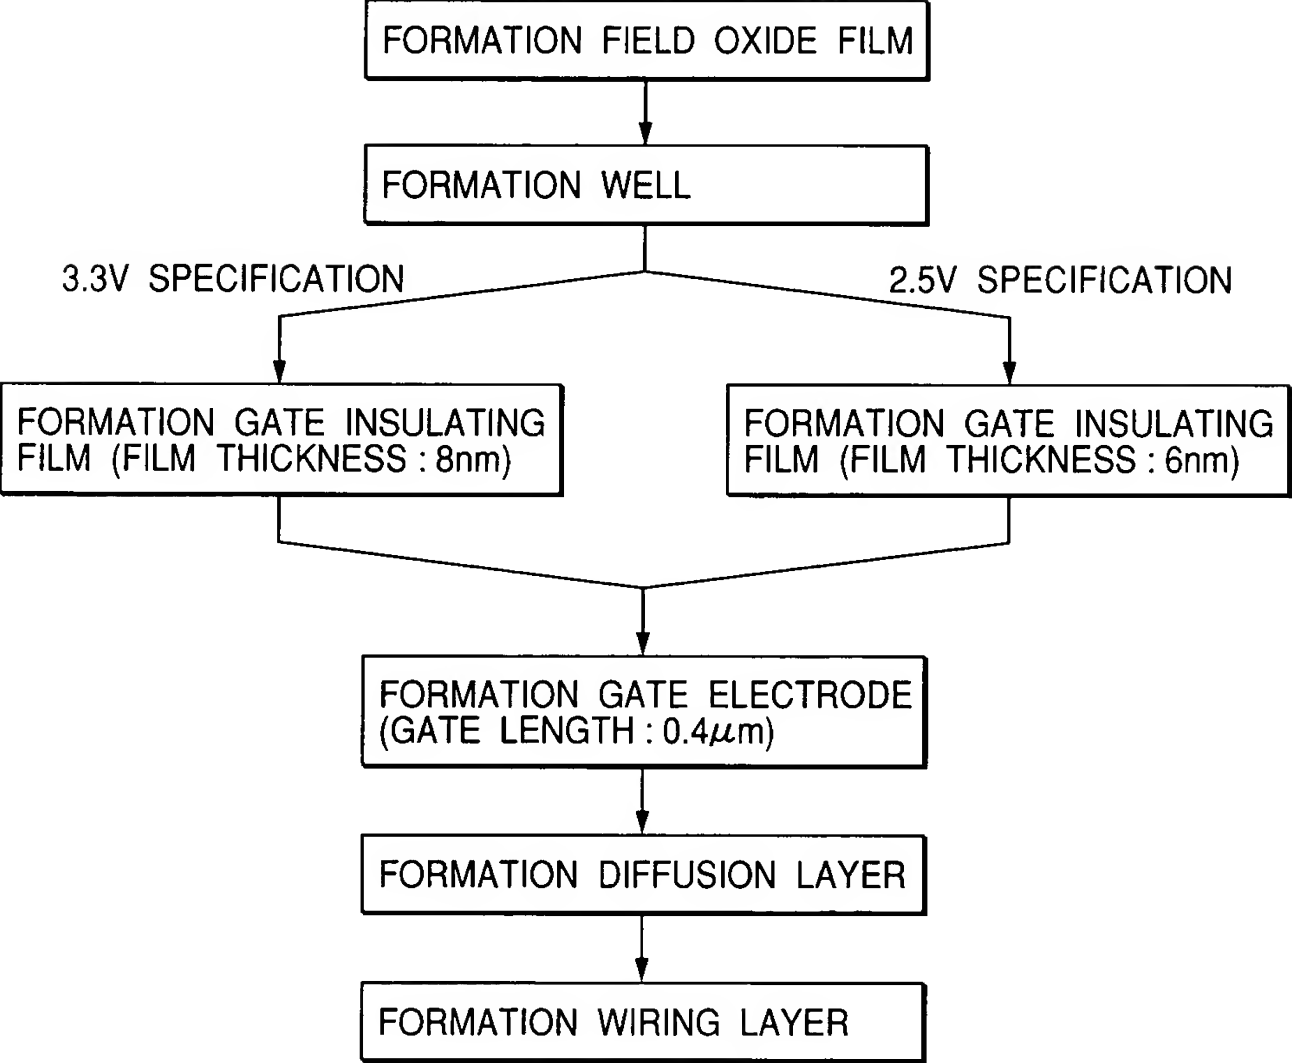 FORMATION FIELD OXIDE FILM
FORMATION WELL
3.3V SPECIFICATION
2.5V SPECIFICATION
FORMATION GATE INSULATING
FILM (FILM THICKNESS : 8nm)
FORMATION GATE INSULATING
FILM (FILM THICKNESS : 6nm)
FORMATION GATE ELECTRODE
(GATE LENGTH : 0.4μm)
FORMATION DIFFUSION LAYER
FORMATION WIRING LAYER